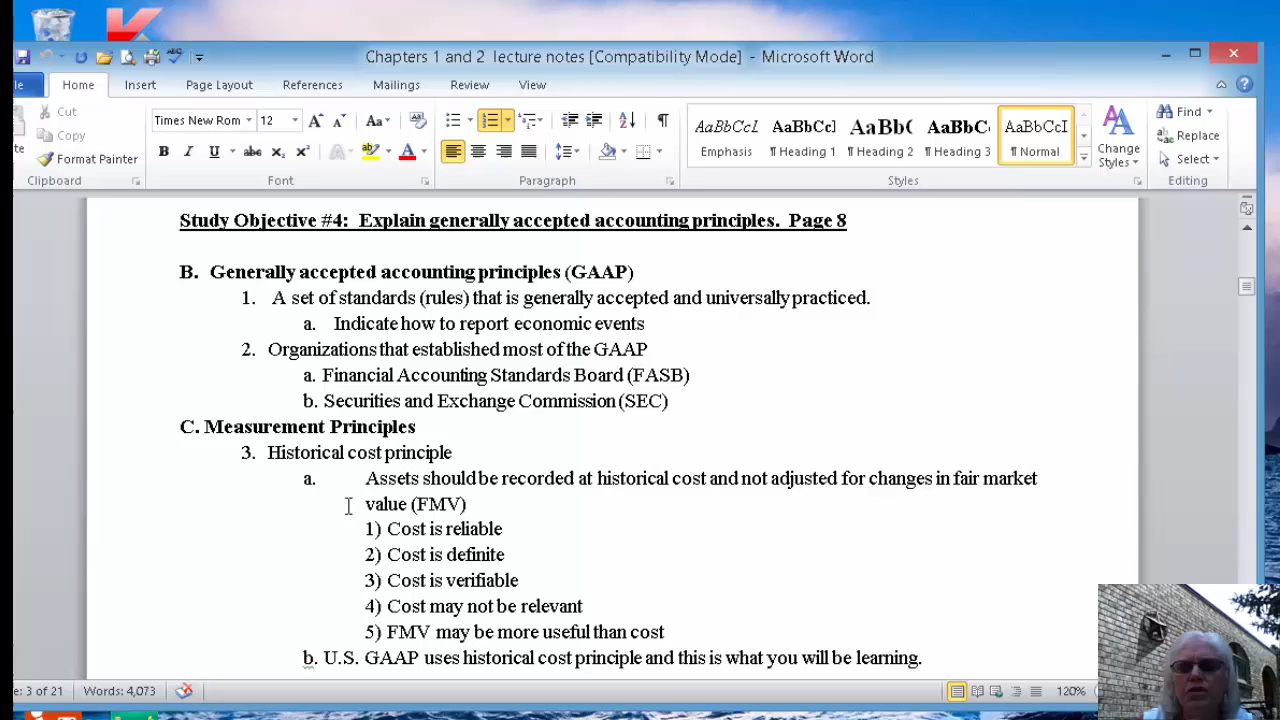 Chapters 1 and 2 lecture notes [Compatibility Mode] - Microsoft Word
le Home Insert Page Layout References Mailings Review View
Cut
Copy
te Format Painter
Clipboard
Times New Rom 12 Aa
B I U abc X₂ X² A A
Font
Paragraph
AaBbCcI AaBbCc] AaBb( AaBbC AaBbCcI
Emphasis ¶ Heading 1 ¶ Heading 2 ¶ Heading 3 ¶ Normal
Change Styles
Styles
Find
Replace
Select
Editing
Study Objective #4: Explain generally accepted accounting principles. Page 8
B. Generally accepted accounting principles (GAAP)
1. A set of standards (rules) that is generally accepted and universally practiced.
a. Indicate how to report economic events
2. Organizations that established most of the GAAP
a. Financial Accounting Standards Board (FASB)
b. Securities and Exchange Commission (SEC)
C. Measurement Principles
3. Historical cost principle
a. Assets should be recorded at historical cost and not adjusted for changes in fair market
value (FMV)
1) Cost is reliable
2) Cost is definite
3) Cost is verifiable
4) Cost may not be relevant
5) FMV may be more useful than cost
b. U.S. GAAP uses historical cost principle and this is what you will be learning.
e: 3 of 21 Words: 4,073 120%